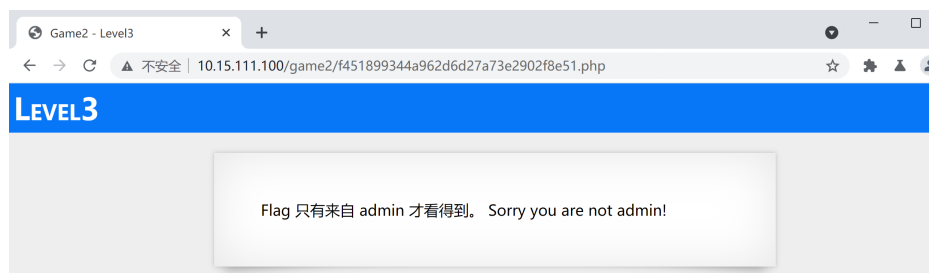 Game2 - Level3
不安全 10.15.111.100/game2/f451899344a962d6d27a73e2902f8e51.php
LEVEL3
Flag 只有来自 admin 才看得到。 Sorry you are not admin!